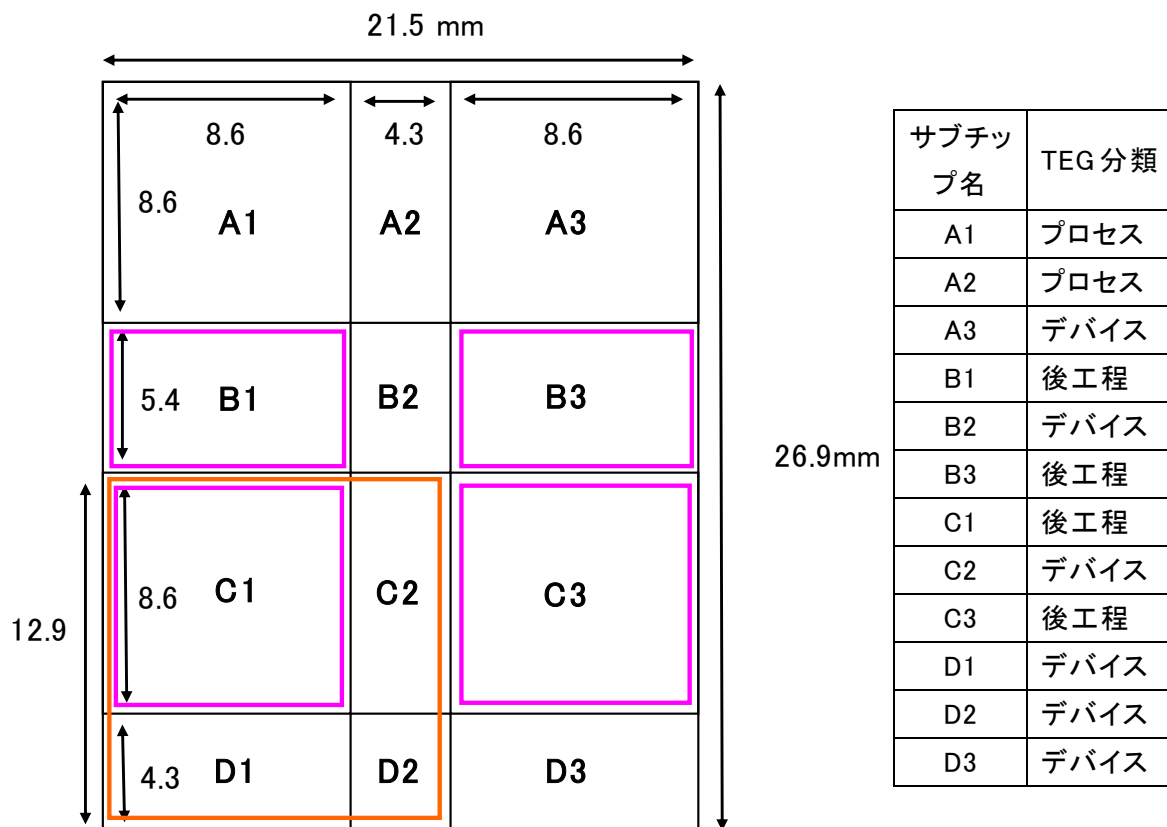 21.5 mm
8.6
4.3
8.6
8.6
A1
A2
A3
5.4
B1
B2
B3
26.9mm
8.6
C1
C2
C3
12.9
4.3
D1
D2
D3
サブチッ
プ名
TEG分類
A1 プロセス
A2 プロセス
A3 デバイス
B1 後工程
B2 デバイス
B3 後工程
C1 後工程
C2 デバイス
C3 後工程
D1 デバイス
D2 デバイス
D3 デバイス